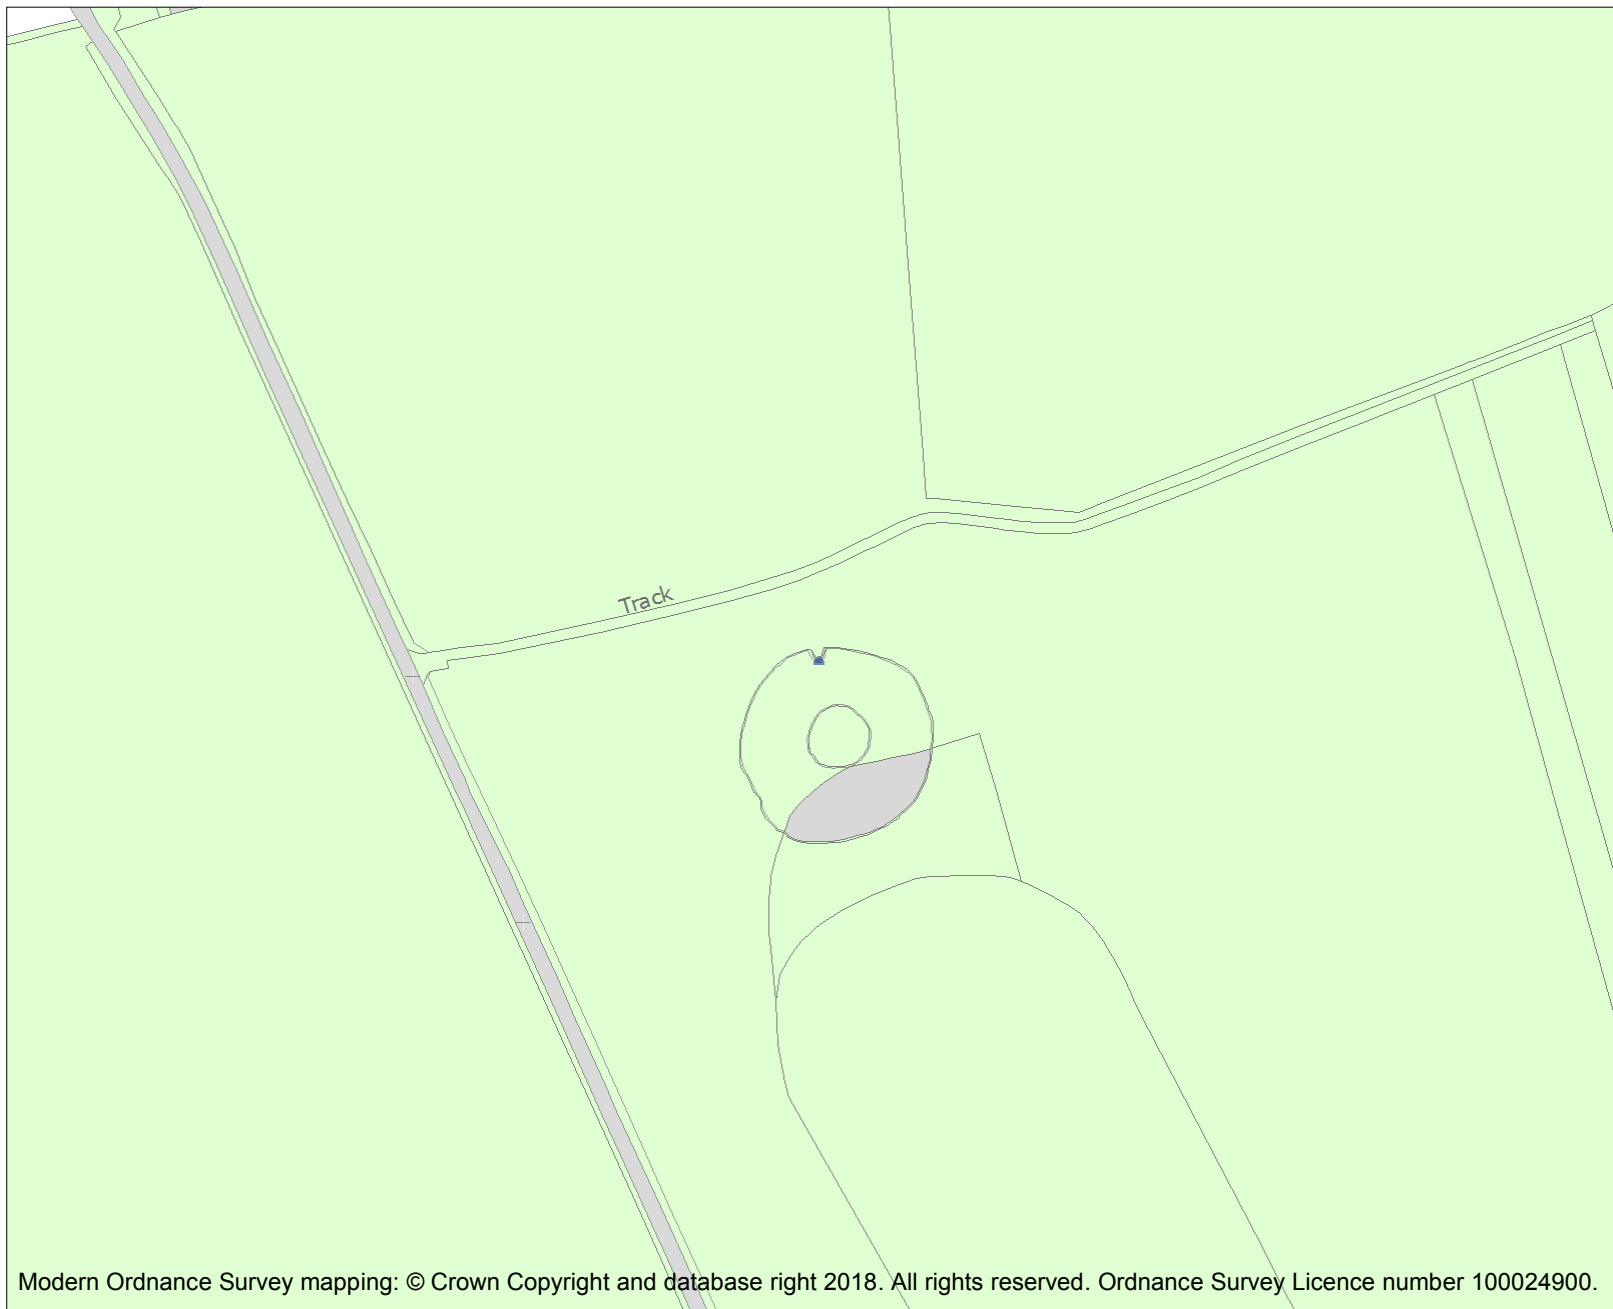 Track
Modern Ordnance Survey mapping: © Crown Copyright and database right 2018. All rights reserved. Ordnance Survey Licence number 100024900.